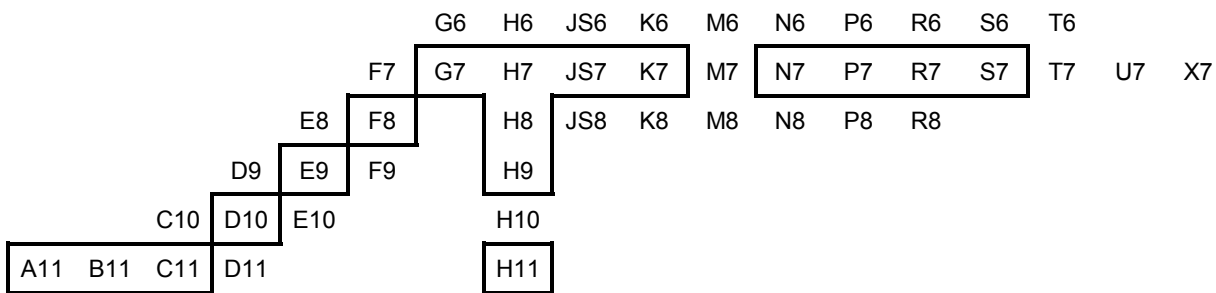 G6 H6 JS6 K6 M6 N6 P6 R6 S6 T6
F7 G7 H7 JS7 K7 M7 N7 P7 R7 S7 T7 U7 X7
E8 F8 H8 JS8 K8 M8 N8 P8 R8
D9 E9 F9 H9
C10 D10 E10 H10
A11 B11 C11 D11 H11